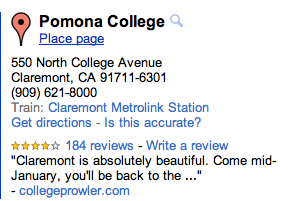 Pomona College
Place page
550 North College Avenue
Claremont, CA 91711-6301
(909) 621-8000
Train: Claremont Metrolink Station
Get directions - Is this accurate?
184 reviews - Write a review
"Claremont is absolutely beautiful. Come mid-
January, you'll be back to the ..."
- collegeprowler.com